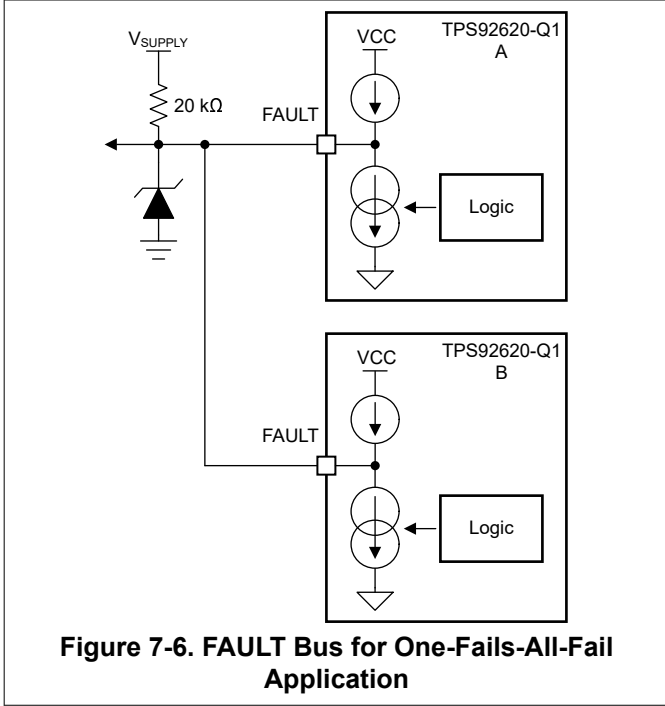 V_SUPPLY
20 kΩ
FAULT
VCC
TPS92620-Q1
A
Logic
VCC
TPS92620-Q1
B
FAULT
Logic
Figure 7-6. FAULT Bus for One-Fails-All-Fail
Application